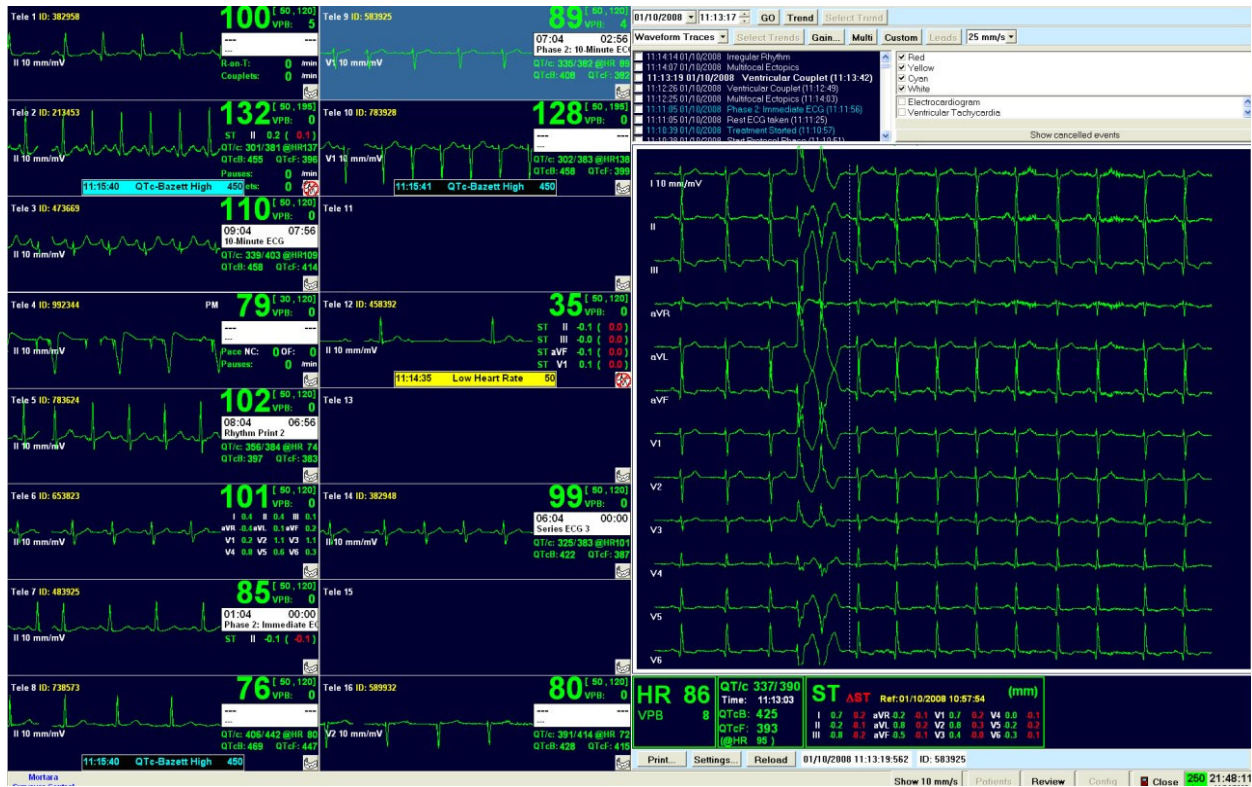 Tele 1 ID: 382958
100 [ 50 , 120]
VPB: 5
---  ---
---
II 10 mm/mV
R-on-T: 0 /min
Couplets: 0 /min
Tele 2 ID: 213453
132 [ 50, 195]
VPB: 0
ST II 0.2 ( 0.1)
QT/c: 301/381 @HR137
QTcB: 455 QTcF: 396
II 10 mm/mV
Pauses: 0 /min
11:15:40 QTc-Bazett High 450
ets: 0
Tele 3 ID: 473669
110 [ 50 , 120]
VPB: 0
09:04 07:56
10-Minute ECG
II 10 mm/mV
QT/c: 339/403 @HR109
QTcB: 458 QTcF: 414
Tele 4 ID: 992344
PM 79 [ 30 , 120]
VPB: 0
---  ---
---
II 10 mm/mV
Pace NC: 0 OF: 0
Pauses: 0 /min
Tele 5 ID: 783624
102 [ 50 , 120]
VPB: 0
08:04 06:56
Rhythm Print 2
II 10 mm/mV
QT/c: 356/384 @HR 74
QTcB: 397 QTcF: 383
Tele 6 ID: 653823
101 [ 50 , 120]
VPB: 0
I 0.4 II 0.4 III 0.1
aVR -0.4 aVL 0.1 aVF 0.2
V1 0.2 V2 1.1 V3 1.1
V4 0.8 V5 0.6 V6 0.3
II 10 mm/mV
Tele 7 ID: 483925
85 [ 50 , 120]
VPB: 0
01:04 00:00
Phase 2: Immediate EC
II 10 mm/mV
ST II -0.1 ( -0.1)
Tele 8 ID: 738573
76 [ 50 , 120]
VPB: 0
---  ---
---
II 10 mm/mV
QT/c: 406/442 @HR 80
QTcB: 469 QTcF: 447
11:15:40 QTc-Bazett High 450
Tele 9 ID: 583925
89 [ 50 , 120]
VPB: 4
07:04 02:56
Phase 2: 10-Minute ECG
V1 10 mm/mV
QT/c: 335/382 @HR 89
QTcB: 408 QTcF: 382
Tele 10 ID: 783928
128 [ 50, 195]
VPB: 0
---  ---
---
V1 10 mm/mV
QT/c: 302/383 @HR138
QTcB: 458 QTcF: 399
11:15:41 QTc-Bazett High 450
Tele 11
Tele 12 ID: 458392
35 [ 50 , 120]
VPB: 0
ST II -0.1 ( 0.0)
ST III -0.0 ( 0.0)
ST aVF -0.1 ( 0.0)
ST V1 0.1 ( 0.0)
II 10 mm/mV
11:14:35 Low Heart Rate 50
Tele 13
Tele 14 ID: 382948
99 [ 50 , 120]
VPB: 0
06:04 00:00
Series ECG 3
II 10 mm/mV
QT/c: 325/383 @HR101
QTcB: 422 QTcF: 387
Tele 15
Tele 16 ID: 589932
80 [ 50 , 120]
VPB: 0
---  ---
---
V2 10 mm/mV
QT/c: 391/414 @HR 72
QTcB: 428 QTcF: 415
01/10/2008 11:13:17 GO Trend Select Trend
Waveform Traces Select Trends Gain... Multi Custom Leads 25 mm/s
11:14:14 01/10/2008 Irregular Rhythm
11:14:07 01/10/2008 Multifocal Ectopics
11:13:19 01/10/2008 Ventricular Couplet (11:13:42)
11:12:26 01/10/2008 Ventricular Couplet (11:12:49)
11:12:25 01/10/2008 Multifocal Ectopics (11:14:03)
11:11:05 01/10/2008 Phase 2: Immediate ECG (11:11:56)
11:11:05 01/10/2008 Rest ECG taken (11:11:25)
11:10:39 01/10/2008 Treatment Started (11:10:57)
11:10:38 01/10/2008 Start Protocol Phase (11:10:51)
Red
Yellow
Cyan
White
Electrocardiogram
Ventricular Tachycardia
Show cancelled events
I 10 mm/mV
II
III
aVR
aVL
aVF
V1
V2
V3
V4
V5
V6
HR 86
VPB 8
QT/c 337/390
Time: 11:13:03
QTcB: 425
QTcF: 393
(@HR 95 )
ST ΔST Ref:01/10/2008 10:57:54 (mm)
I 0.7 0.2 aVR-0.2 -0.1 V1 0.7 0.2 V4 0.0 -0.1
II -0.2 -0.1 aVL 0.8 0.2 V2 0.8 0.3 V5-0.2 -0.2
III -0.8 -0.2 aVF-0.5 -0.1 V3 0.4 0.0 V6-0.3 -0.1
Print... Settings... Reload 01/10/2008 11:13:19:562 ID: 583925
Mortara
Show 10 mm/s Patients Review Config Close 250 21:48:11